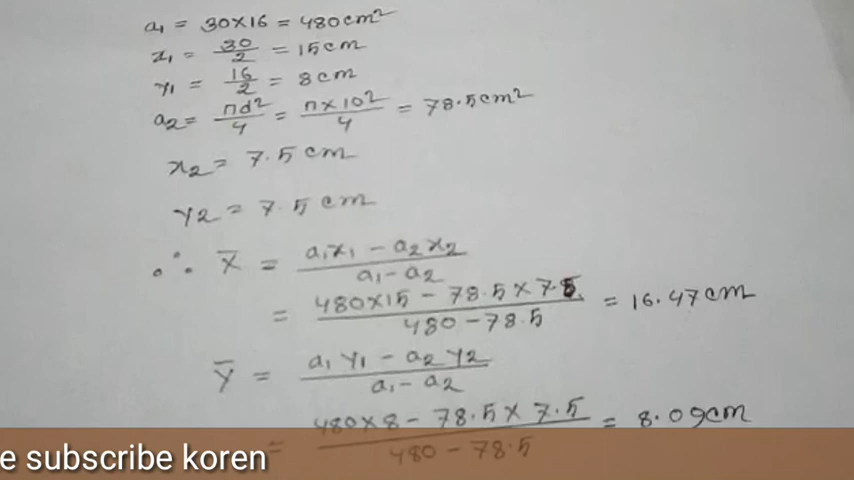 a₁ = 30×16 = 480cm²
x₁ = 30/2 = 15cm
y₁ = 16/2 = 8cm
a₂ = πd²/4 = π×10²/4 = 78.5cm²
x₂ = 7.5 cm
y₂ = 7.5 cm
∴ x̄ = a₁x₁ - a₂x₂ / a₁ - a₂
= 480×15 - 78.5×7.5 / 480 - 78.5 = 16.47cm
ȳ = a₁y₁ - a₂y₂ / a₁ - a₂
= 480×8 - 78.5×7.5 / 480 - 78.5 = 8.09cm
e subscribe koren